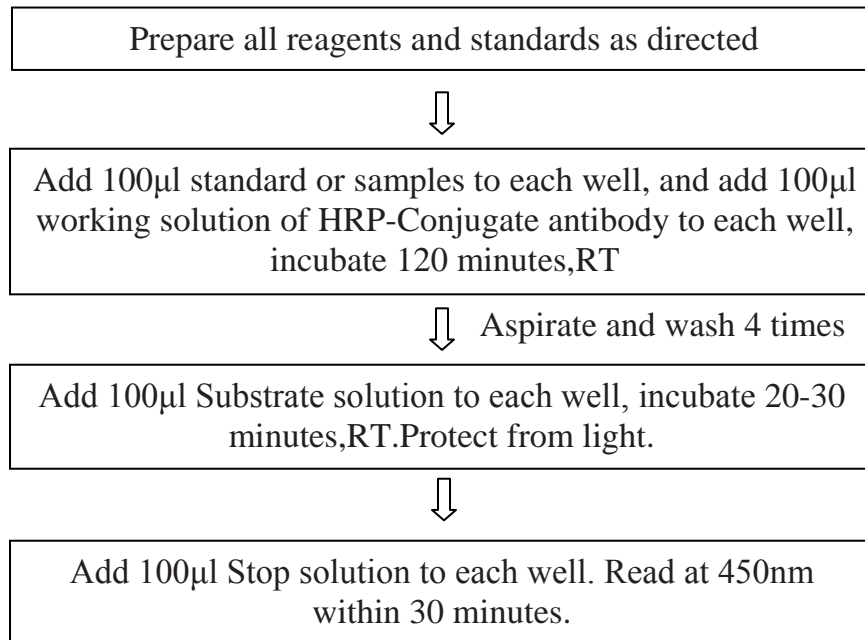 Prepare all reagents and standards as directed
Add 100μl standard or samples to each well, and add 100μl
working solution of HRP-Conjugate antibody to each well,
incubate 120 minutes,RT
Aspirate and wash 4 times
Add 100μl Substrate solution to each well, incubate 20-30
minutes,RT.Protect from light.
Add 100μl Stop solution to each well. Read at 450nm
within 30 minutes.